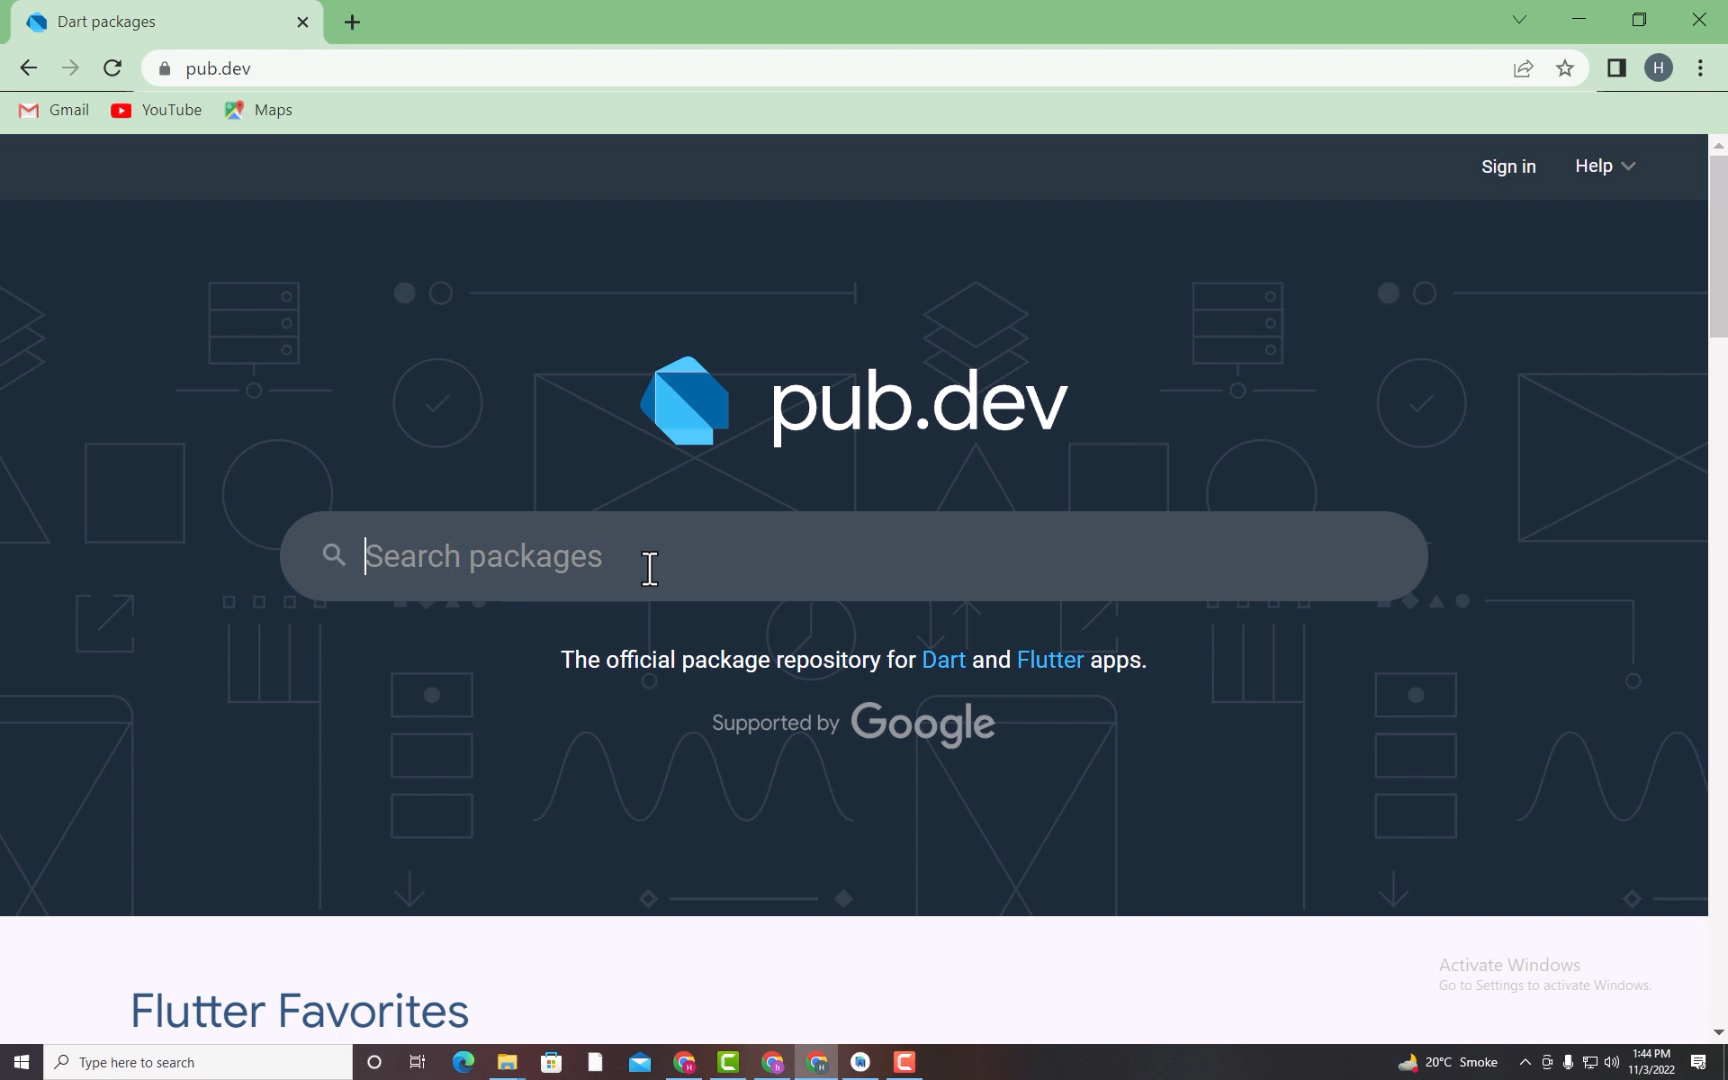 Dart packages
pub.dev
Gmail YouTube Maps
H
Sign in Help
pub.dev
Search packages
The official package repository for Dart and Flutter apps.
Supported by Google
Activate Windows
Go to Settings to activate Windows.
Flutter Favorites
Type here to search
20°C Smoke
1:44 PM
11/3/2022